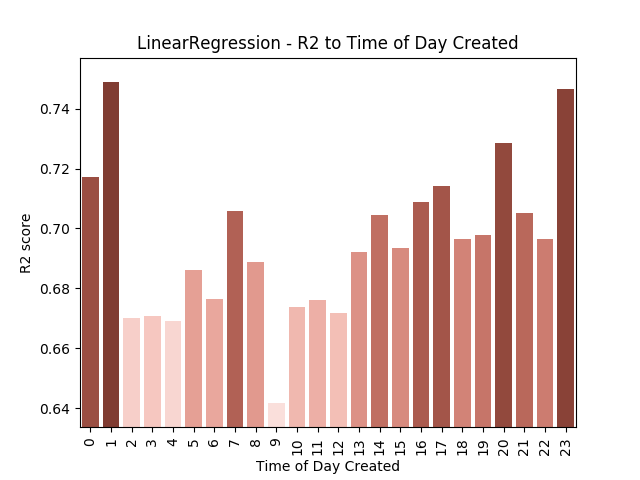 LinearRegression - R2 to Time of Day Created
0.74
0.72
0.70
0.68
0.66
0.64
R2 score
0 1 2 3 4 5 6 7 8 9 10 11 12 13 14 15 16 17 18 19 20 21 22 23
Time of Day Created